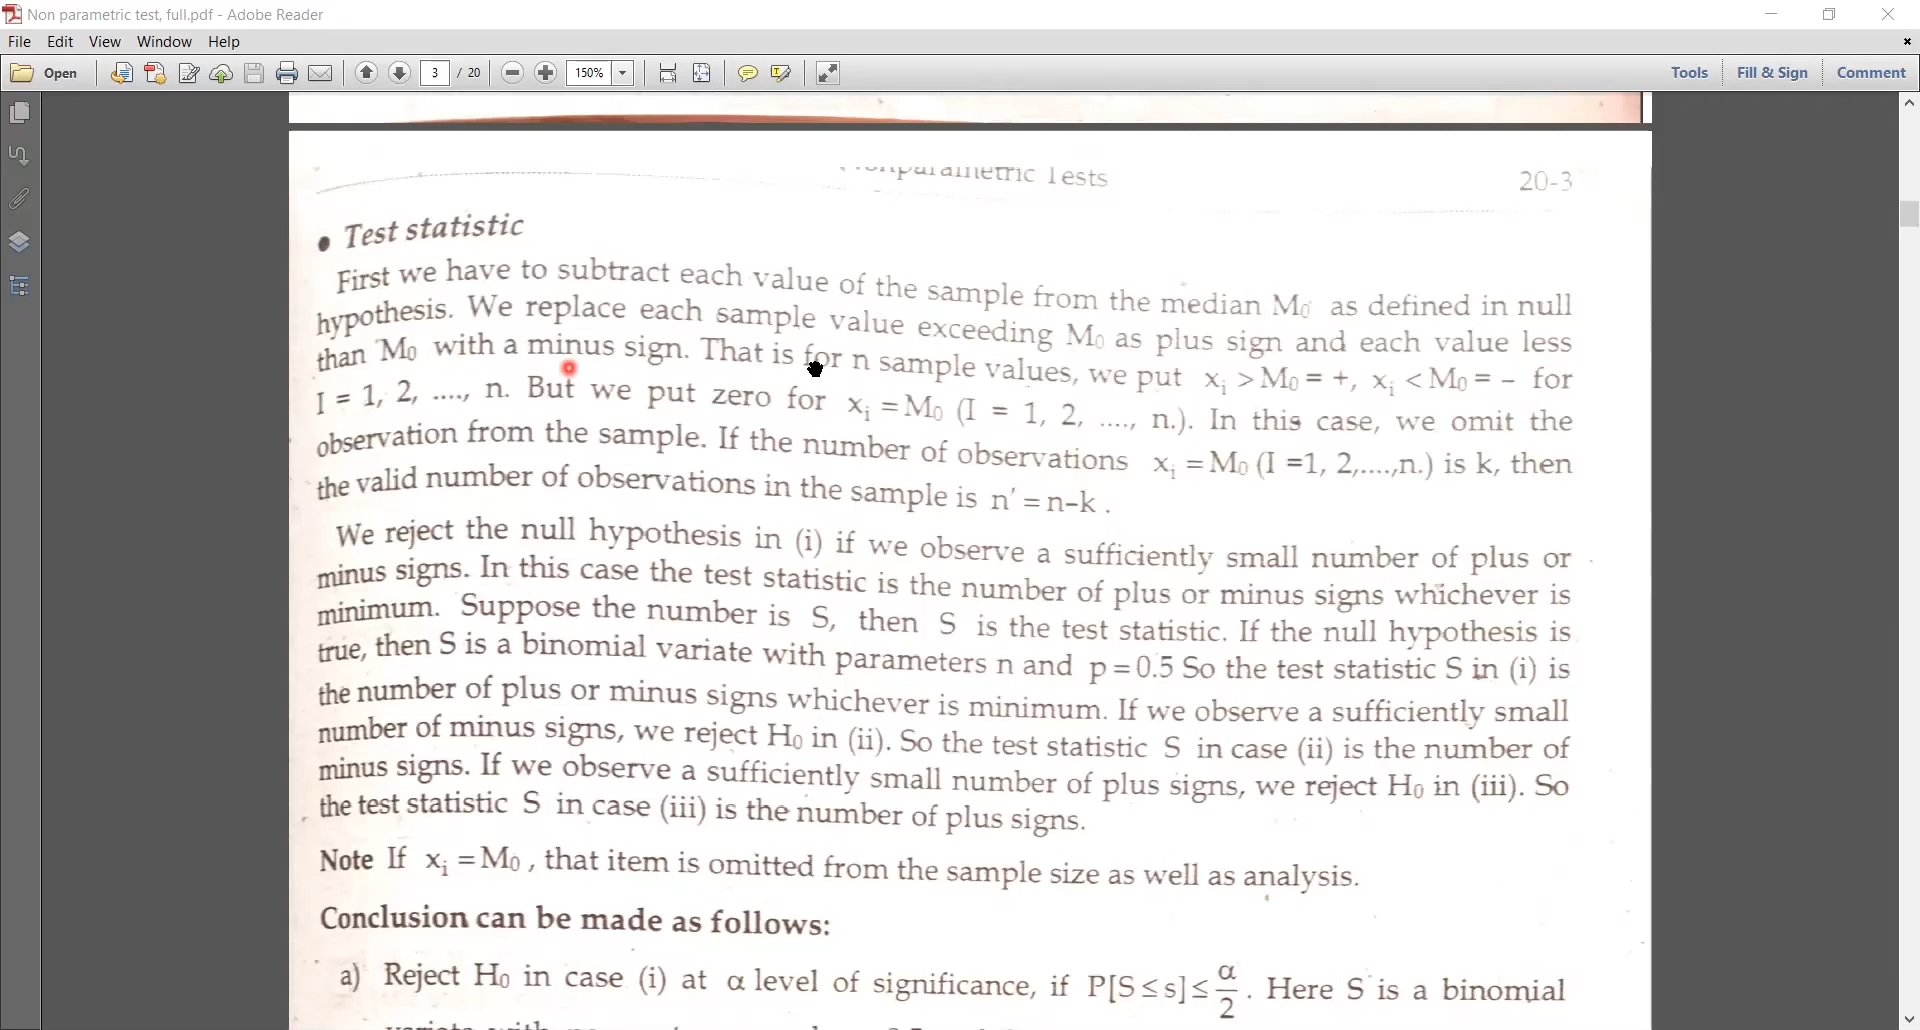 Non parametric test, full.pdf - Adobe Reader
File Edit View Window Help
Open 3 / 20 150% Tools Fill & Sign Comment
Nonparametric Tests 20-3
• Test statistic
First we have to subtract each value of the sample from the median M₀ as defined in null
hypothesis. We replace each sample value exceeding M₀ as plus sign and each value less
than M₀ with a minus sign. That is for n sample values, we put xᵢ > M₀ = +, xᵢ < M₀ = – for
I = 1, 2, ...., n. But we put zero for xᵢ = M₀ (I = 1, 2, ...., n.). In this case, we omit the
observation from the sample. If the number of observations xᵢ = M₀ (I =1, 2,....,n.) is k, then
the valid number of observations in the sample is n′ = n–k .
We reject the null hypothesis in (i) if we observe a sufficiently small number of plus or
minus signs. In this case the test statistic is the number of plus or minus signs whichever is
minimum. Suppose the number is S, then S is the test statistic. If the null hypothesis is
true, then S is a binomial variate with parameters n and p = 0.5 So the test statistic S in (i) is
the number of plus or minus signs whichever is minimum. If we observe a sufficiently small
number of minus signs, we reject H₀ in (ii). So the test statistic S in case (ii) is the number of
minus signs. If we observe a sufficiently small number of plus signs, we reject H₀ in (iii). So
the test statistic S in case (iii) is the number of plus signs.
Note If xᵢ = M₀ , that item is omitted from the sample size as well as analysis.
Conclusion can be made as follows:
a) Reject H₀ in case (i) at α level of significance, if P[S ≤ s] ≤ α/2 . Here S is a binomial